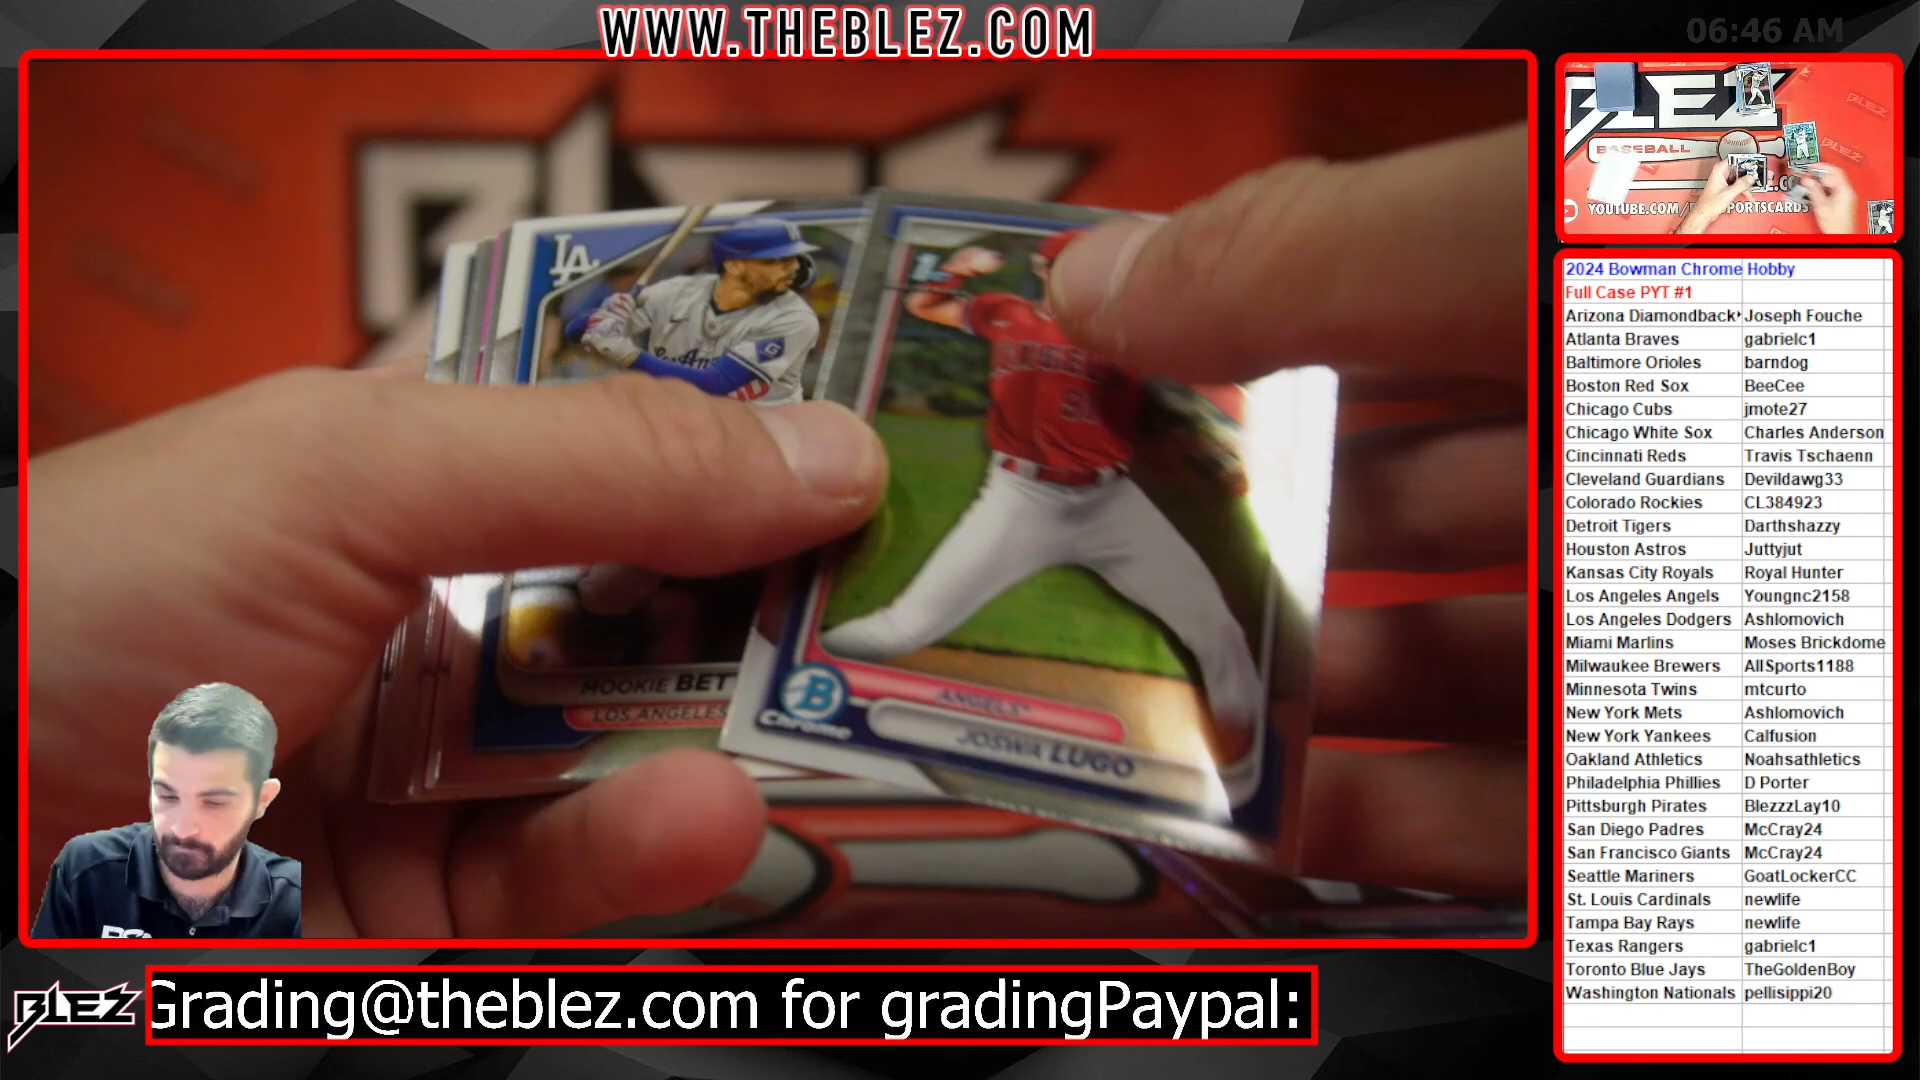 WWW.THEBLEZ.COM
06:46 AM
BLEZ
LA
MOOKIE BET
LOS ANGELES
B
Chrome
ANGELS
JOSWA LUGO
BLEZ
BASEBALL
YOUTUBE.COM/
PORTSCARDS
2024 Bowman Chrome Hobby
Full Case PYT #1
Arizona Diamondback Joseph Fouche
Atlanta Braves gabrielc1
Baltimore Orioles barndog
Boston Red Sox BeeCee
Chicago Cubs jmote27
Chicago White Sox Charles Anderson
Cincinnati Reds Travis Tschaenn
Cleveland Guardians Devildawg33
Colorado Rockies CL384923
Detroit Tigers Darthshazzy
Houston Astros Juttyjut
Kansas City Royals Royal Hunter
Los Angeles Angels Youngnc2158
Los Angeles Dodgers Ashlomovich
Miami Marlins Moses Brickdome
Milwaukee Brewers AllSports1188
Minnesota Twins mtcurto
New York Mets Ashlomovich
New York Yankees Calfusion
Oakland Athletics Noahsathletics
Philadelphia Phillies D Porter
Pittsburgh Pirates BlezzzLay10
San Diego Padres McCray24
San Francisco Giants McCray24
Seattle Mariners GoatLockerCC
St. Louis Cardinals newlife
Tampa Bay Rays newlife
Texas Rangers gabrielc1
Toronto Blue Jays TheGoldenBoy
Washington Nationals pellisippi20
BLEZ
Grading@theblez.com for gradingPaypal: